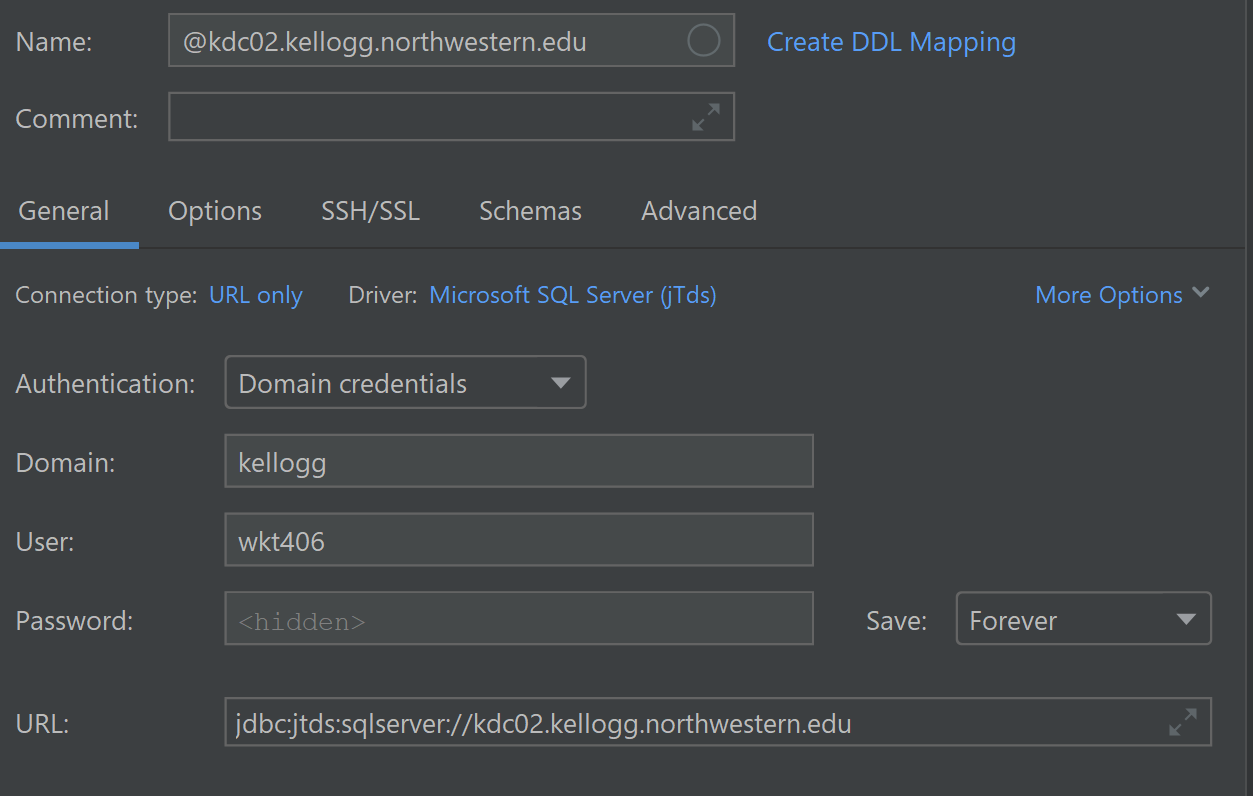 Name: @kdc02.kellogg.northwestern.edu Create DDL Mapping
Comment:
General Options SSH/SSL Schemas Advanced
Connection type: URL only Driver: Microsoft SQL Server (jTds) More Options
Authentication: Domain credentials
Domain: kellogg
User: wkt406
Password: <hidden> Save: Forever
URL: jdbc:jtds:sqlserver://kdc02.kellogg.northwestern.edu